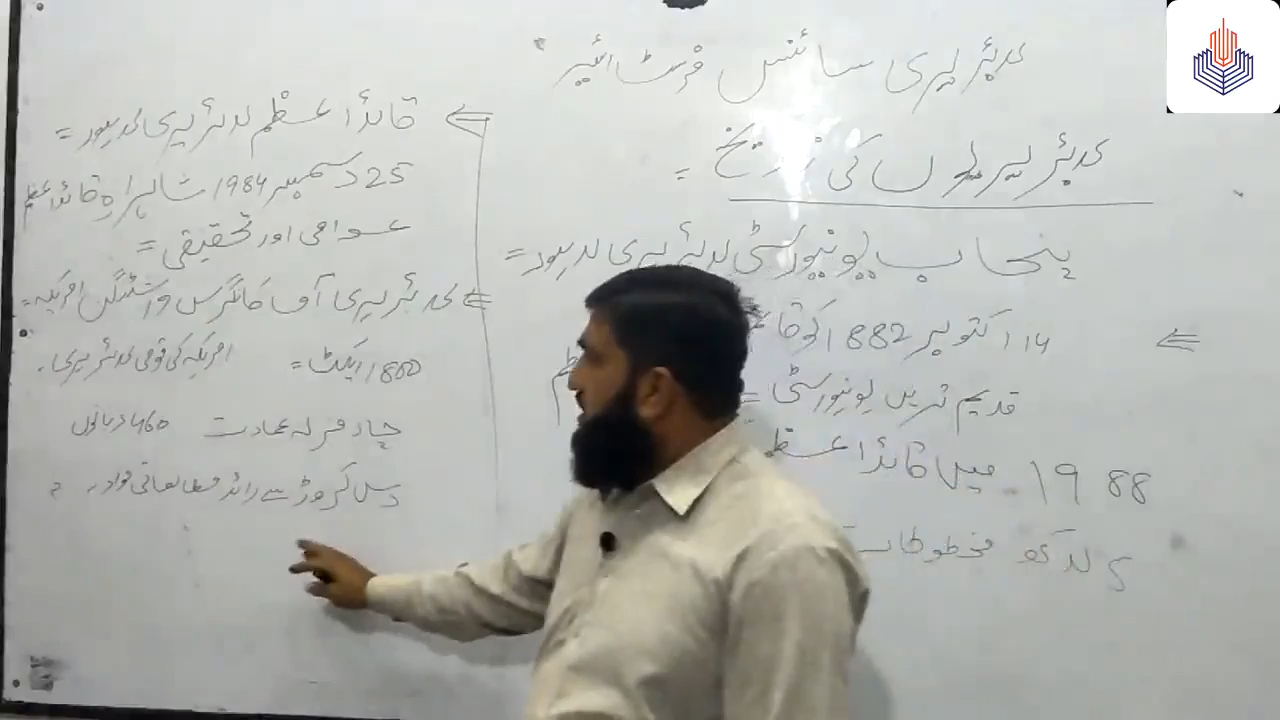 لائبریری سائنس فرسٹ ائیر
لائبریریوں کی تاریخ
پنجاب یونیورسٹی لائبریری لاہور =
14 اکتوبر 1882 کو
قدیم ترین یونیورسٹی =
1988 میں قائداعظم
5 لاکھ مخطوطات
قائداعظم لائبریری لاہور =
25 دسمبر 1984 شاہراہ قائداعظم
عوامی اور تحقیقی =
لائبریری آف کانگرس واشنگٹن امریکہ =
1800 ایکٹ = امریکہ کی قومی لائبریری۔
چار منزلہ عمارت 460 زبانوں
دس کروڑ سے زائد مطالعاتی مواد